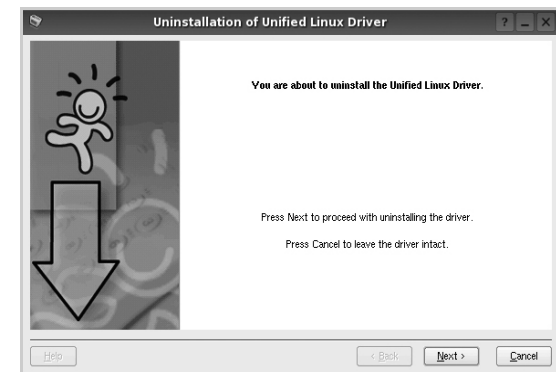 Uninstallation of Unified Linux Driver
You are about to uninstall the Unified Linux Driver.
Press Next to proceed with uninstalling the driver.
Press Cancel to leave the driver intact.
Help
< Back
Next >
Cancel